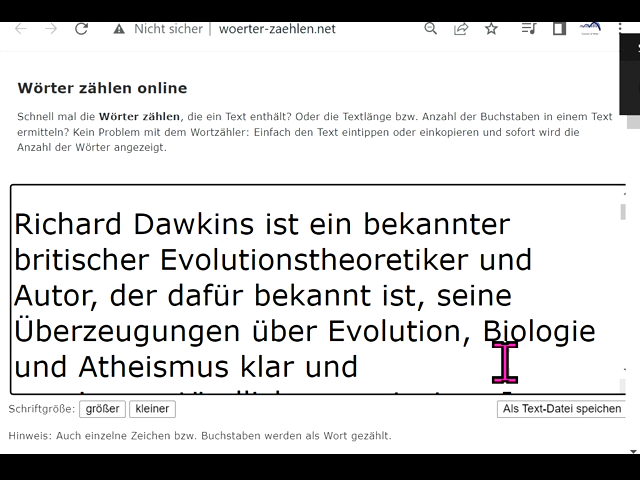 Nicht sicher | woerter-zaehlen.net
Wörter zählen online
Schnell mal die Wörter zählen, die ein Text enthält? Oder die Textlänge bzw. Anzahl der Buchstaben in einem Text
ermitteln? Kein Problem mit dem Wortzähler: Einfach den Text eintippen oder einkopieren und sofort wird die
Anzahl der Wörter angezeigt.
Richard Dawkins ist ein bekannter
britischer Evolutionstheoretiker und
Autor, der dafür bekannt ist, seine
Überzeugungen über Evolution, Biologie
und Atheismus klar und
Schriftgröße: größer kleiner Als Text-Datei speichen
Hinweis: Auch einzelne Zeichen bzw. Buchstaben werden als Wort gezählt.